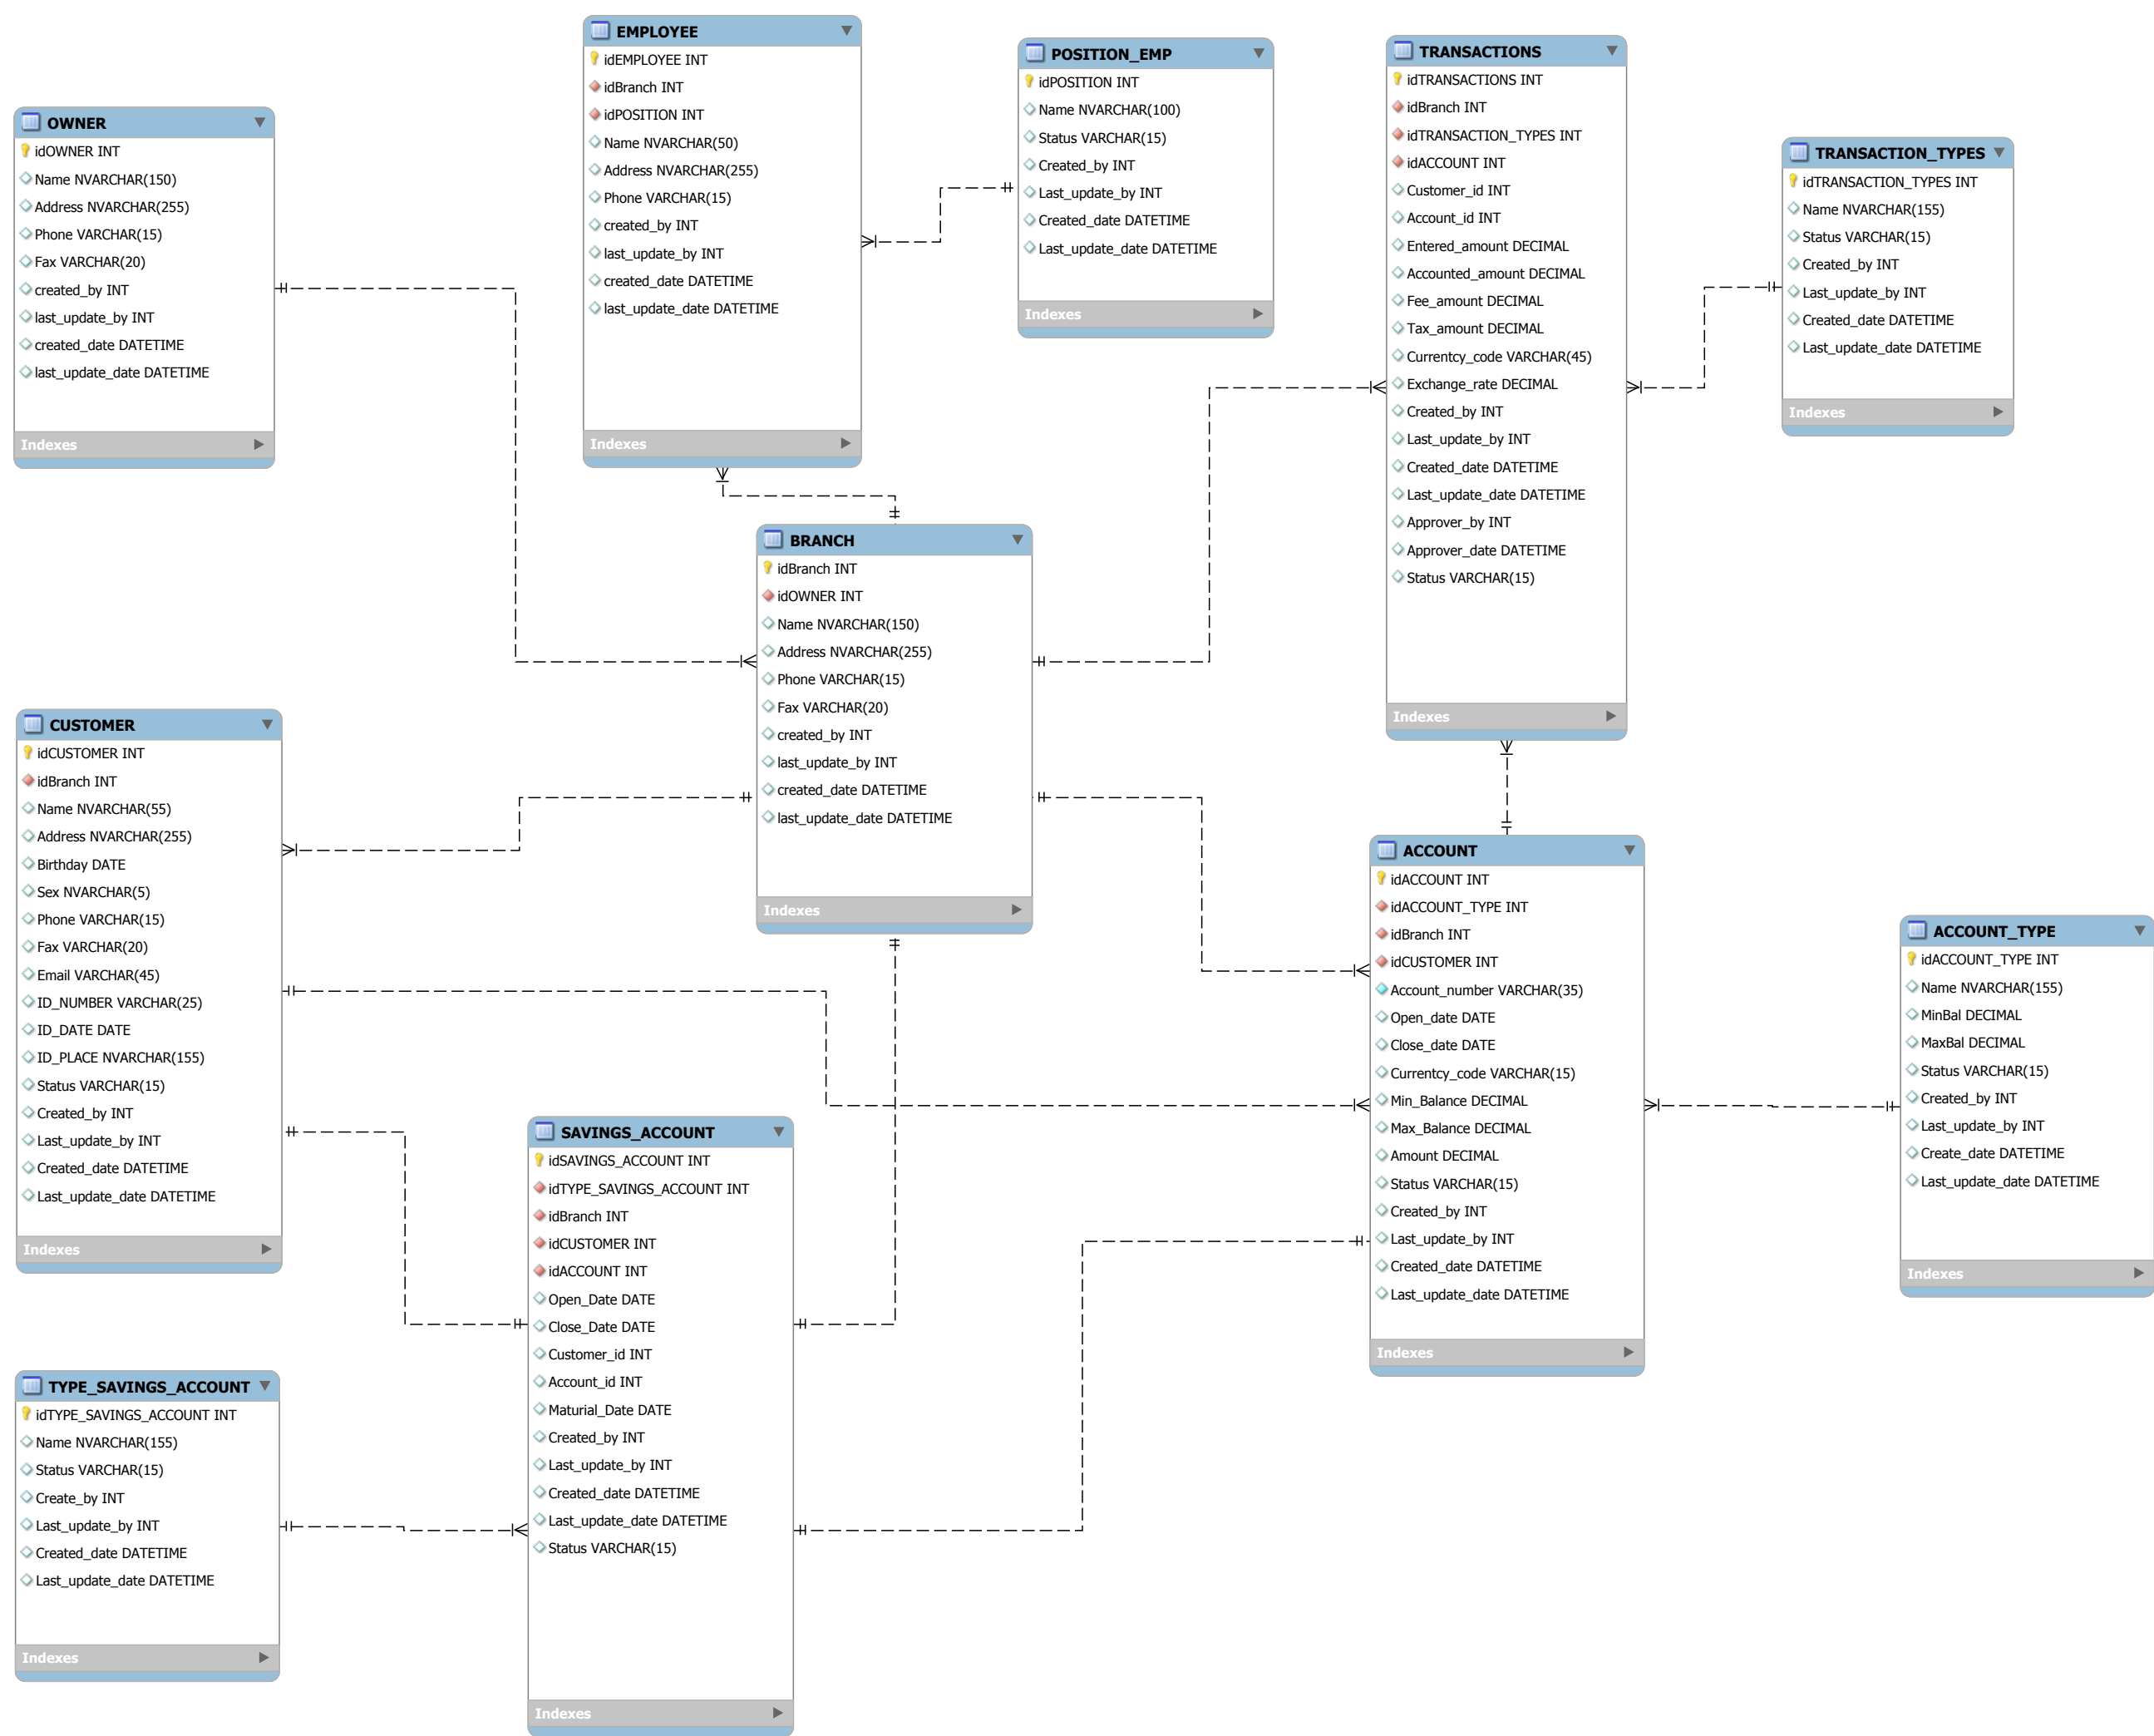 EMPLOYEE
idEMPLOYEE INT
idBranch INT
idPOSITION INT
Name NVARCHAR(50)
Address NVARCHAR(255)
Phone VARCHAR(15)
created_by INT
last_update_by INT
created_date DATETIME
last_update_date DATETIME
Indexes
POSITION_EMP
idPOSITION INT
Name NVARCHAR(100)
Status VARCHAR(15)
Created_by INT
Last_update_by INT
Created_date DATETIME
Last_update_date DATETIME
Indexes
TRANSACTIONS
idTRANSACTIONS INT
idBranch INT
idTRANSACTION_TYPES INT
idACCOUNT INT
Customer_id INT
Account_id INT
Entered_amount DECIMAL
Accounted_amount DECIMAL
Fee_amount DECIMAL
Tax_amount DECIMAL
Currentcy_code VARCHAR(45)
Exchange_rate DECIMAL
Created_by INT
Last_update_by INT
Created_date DATETIME
Last_update_date DATETIME
Approver_by INT
Approver_date DATETIME
Status VARCHAR(15)
Indexes
OWNER
idOWNER INT
Name NVARCHAR(150)
Address NVARCHAR(255)
Phone VARCHAR(15)
Fax VARCHAR(20)
created_by INT
last_update_by INT
created_date DATETIME
last_update_date DATETIME
Indexes
TRANSACTION_TYPES
idTRANSACTION_TYPES INT
Name NVARCHAR(155)
Status VARCHAR(15)
Created_by INT
Last_update_by INT
Created_date DATETIME
Last_update_date DATETIME
Indexes
BRANCH
idBranch INT
idOWNER INT
Name NVARCHAR(150)
Address NVARCHAR(255)
Phone VARCHAR(15)
Fax VARCHAR(20)
created_by INT
last_update_by INT
created_date DATETIME
last_update_date DATETIME
Indexes
CUSTOMER
idCUSTOMER INT
idBranch INT
Name NVARCHAR(55)
Address NVARCHAR(255)
Birthday DATE
Sex NVARCHAR(5)
Phone VARCHAR(15)
Fax VARCHAR(20)
Email VARCHAR(45)
ID_NUMBER VARCHAR(25)
ID_DATE DATE
ID_PLACE NVARCHAR(155)
Status VARCHAR(15)
Created_by INT
Last_update_by INT
Created_date DATETIME
Last_update_date DATETIME
Indexes
ACCOUNT
idACCOUNT INT
idACCOUNT_TYPE INT
idBranch INT
idCUSTOMER INT
Account_number VARCHAR(35)
Open_date DATE
Close_date DATE
Currentcy_code VARCHAR(15)
Min_Balance DECIMAL
Max_Balance DECIMAL
Amount DECIMAL
Status VARCHAR(15)
Created_by INT
Last_update_by INT
Created_date DATETIME
Last_update_date DATETIME
Indexes
ACCOUNT_TYPE
idACCOUNT_TYPE INT
Name NVARCHAR(155)
MinBal DECIMAL
MaxBal DECIMAL
Status VARCHAR(15)
Created_by INT
Last_update_by INT
Create_date DATETIME
Last_update_date DATETIME
Indexes
SAVINGS_ACCOUNT
idSAVINGS_ACCOUNT INT
idTYPE_SAVINGS_ACCOUNT INT
idBranch INT
idCUSTOMER INT
idACCOUNT INT
Open_Date DATE
Close_Date DATE
Customer_id INT
Account_id INT
Maturial_Date DATE
Created_by INT
Last_update_by INT
Created_date DATETIME
Last_update_date DATETIME
Status VARCHAR(15)
Indexes
TYPE_SAVINGS_ACCOUNT
idTYPE_SAVINGS_ACCOUNT INT
Name NVARCHAR(155)
Status VARCHAR(15)
Create_by INT
Last_update_by INT
Created_date DATETIME
Last_update_date DATETIME
Indexes